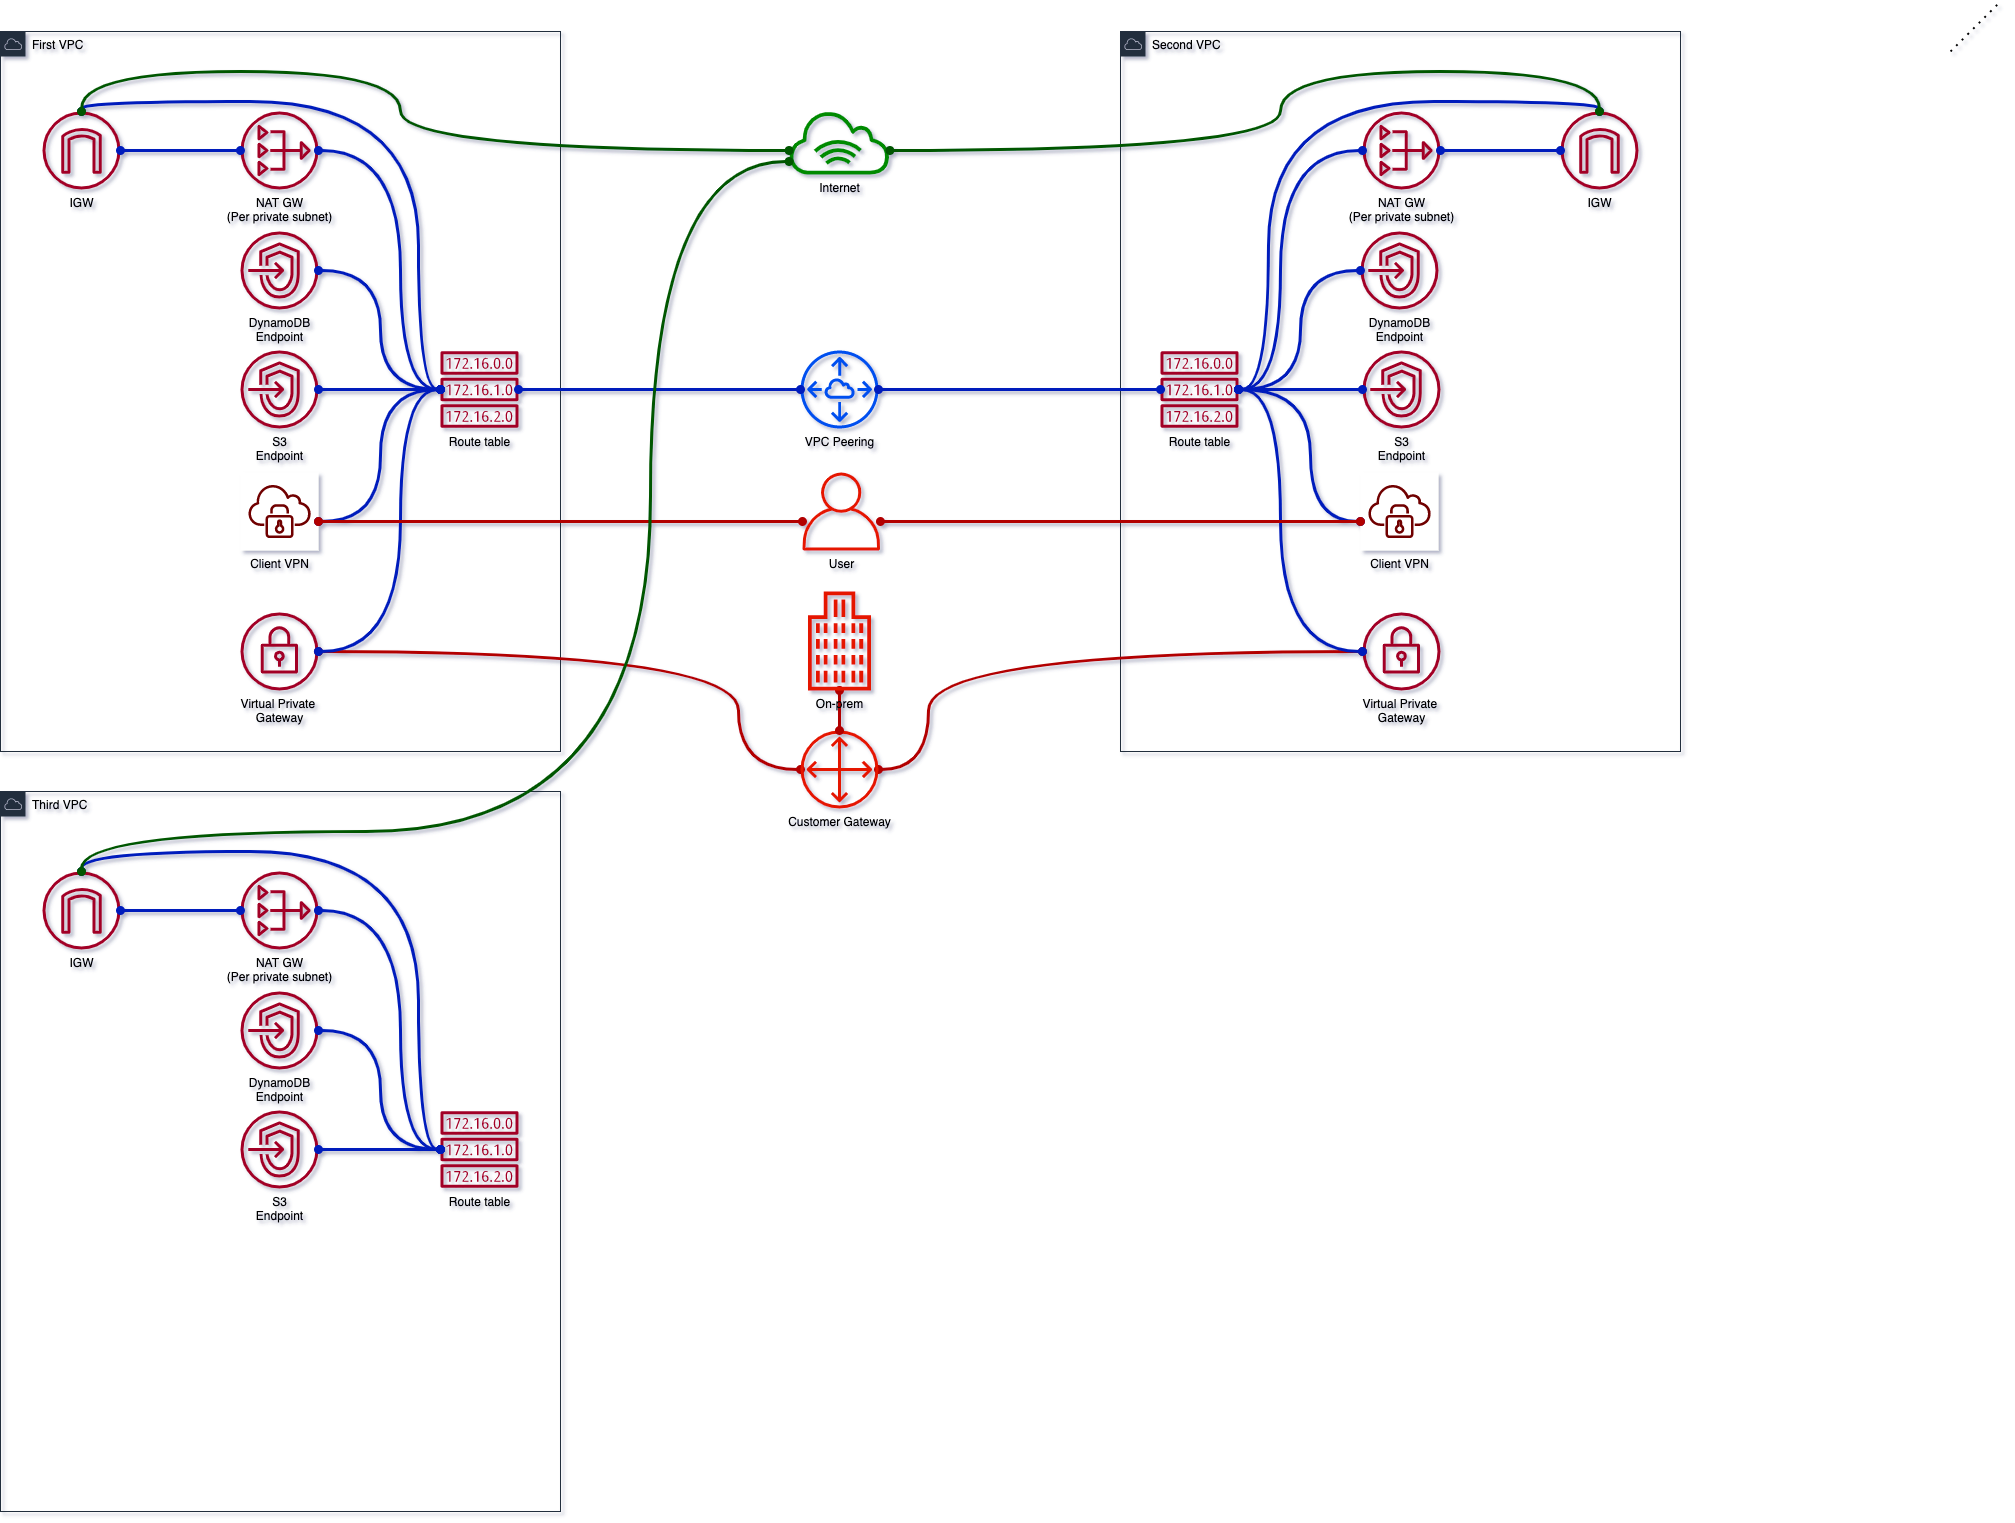 First VPC
IGW
NAT GW
(Per private subnet)
DynamoDB
Endpoint
S3
Endpoint
172.16.0.0
172.16.1.0
172.16.2.0
Route table
Client VPN
Virtual Private
Gateway
Internet
VPC Peering
User
On-prem
Customer Gateway
Second VPC
NAT GW
(Per private subnet)
IGW
DynamoDB
Endpoint
172.16.0.0
172.16.1.0
172.16.2.0
Route table
S3
Endpoint
Client VPN
Virtual Private
Gateway
Third VPC
IGW
NAT GW
(Per private subnet)
DynamoDB
Endpoint
S3
Endpoint
172.16.0.0
172.16.1.0
172.16.2.0
Route table